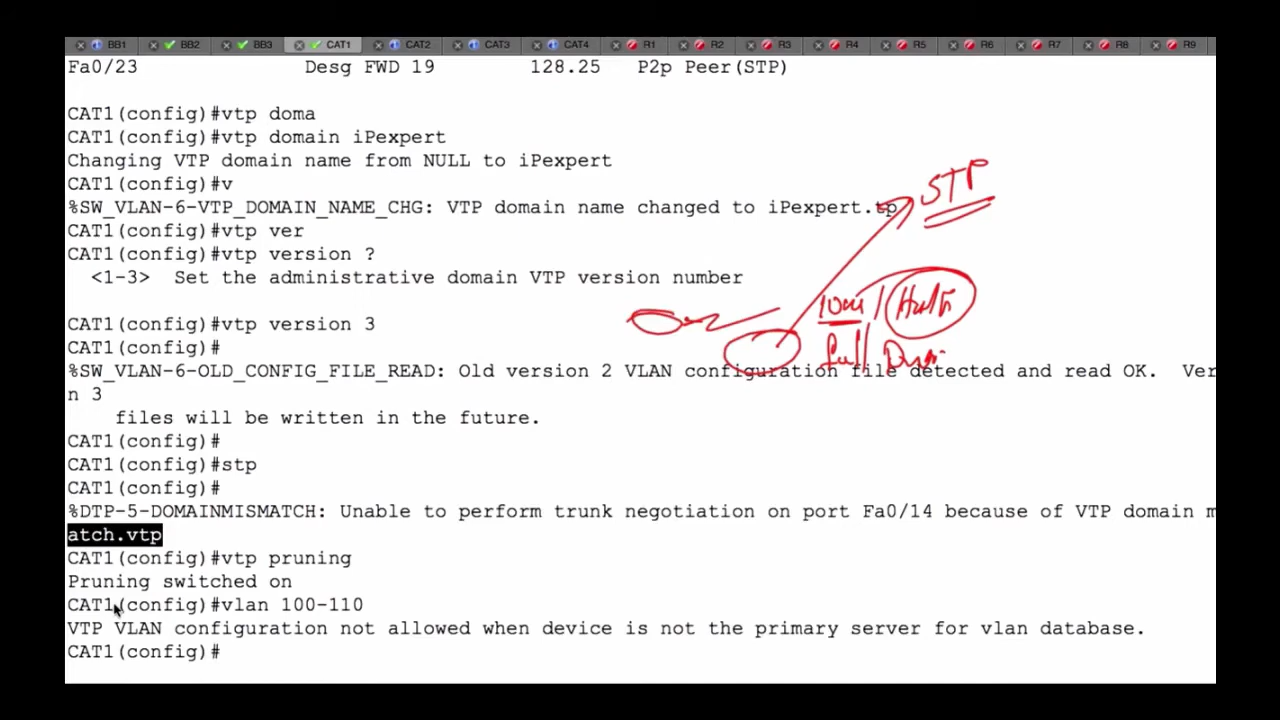 BB1 BB2 BB3 CAT1 CAT2 CAT3 CAT4 R1 R2 R3 R4 R5 R6 R7 R8 R9
Fa0/23 Desg FWD 19 128.25 P2p Peer(STP)
CAT1(config)#vtp doma
CAT1(config)#vtp domain iPexpert
Changing VTP domain name from NULL to iPexpert
CAT1(config)#v
STP
%SW_VLAN-6-VTP_DOMAIN_NAME_CHG: VTP domain name changed to iPexpert.tp
CAT1(config)#vtp ver
CAT1(config)#vtp version ?
<1-3> Set the administrative domain VTP version number
CAT1(config)#vtp version 3
CAT1(config)#
full
%SW_VLAN-6-OLD_CONFIG_FILE_READ: Old version 2 VLAN configuration file detected and read OK. Ver
n 3
files will be written in the future.
CAT1(config)#
CAT1(config)#stp
CAT1(config)#
%DTP-5-DOMAINMISMATCH: Unable to perform trunk negotiation on port Fa0/14 because of VTP domain m
atch.vtp
CAT1(config)#vtp pruning
Pruning switched on
CAT1(config)#vlan 100-110
VTP VLAN configuration not allowed when device is not the primary server for vlan database.
CAT1(config)#